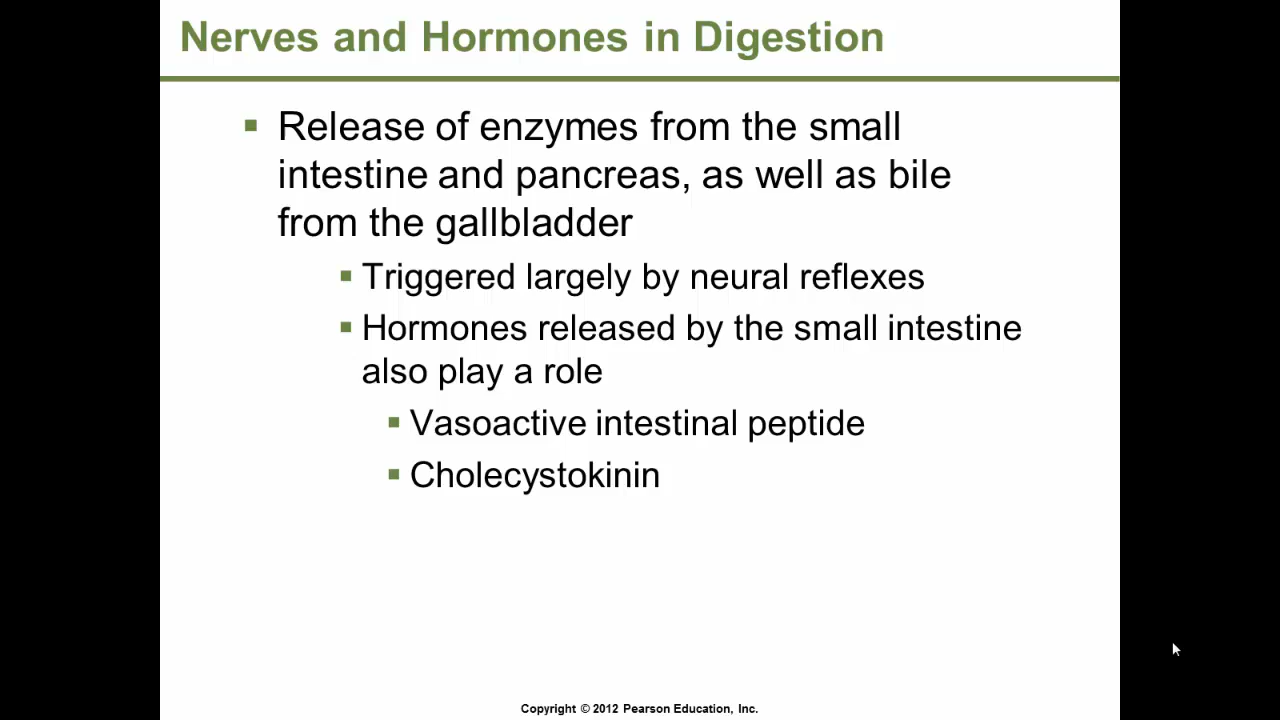 Nerves and Hormones in Digestion
▪ Release of enzymes from the small
intestine and pancreas, as well as bile
from the gallbladder
▪ Triggered largely by neural reflexes
▪ Hormones released by the small intestine
also play a role
▪ Vasoactive intestinal peptide
▪ Cholecystokinin
Copyright © 2012 Pearson Education, Inc.